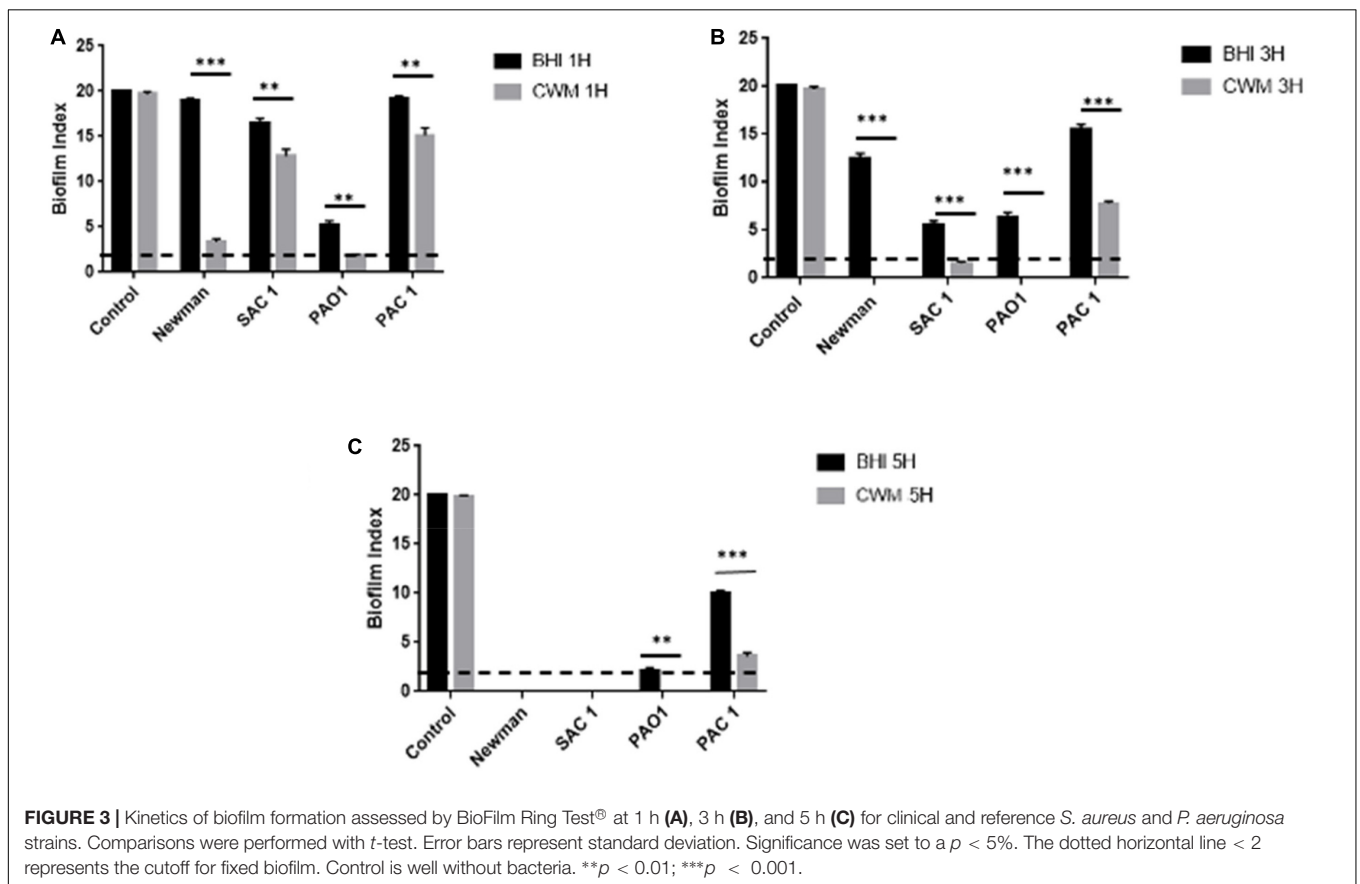 A
25
20
15
10
5
0
Biofilm Index
***
**
**
**
BHI 1H
CWM 1H
Control
Newman
SAC 1
PAO1
PAC 1
B
25
20
15
10
5
0
Biofilm Index
***
***
***
***
BHI 3H
CWM 3H
Control
Newman
SAC 1
PAO1
PAC 1
C
25
20
15
10
5
0
Biofilm Index
**
***
BHI 5H
CWM 5H
Control
Newman
SAC 1
PAO1
PAC 1
FIGURE 3 | Kinetics of biofilm formation assessed by BioFilm Ring Test® at 1 h (A), 3 h (B), and 5 h (C) for clinical and reference S. aureus and P. aeruginosa
strains. Comparisons were performed with t-test. Error bars represent standard deviation. Significance was set to a p < 5%. The dotted horizontal line < 2
represents the cutoff for fixed biofilm. Control is well without bacteria. **p < 0.01; ***p < 0.001.